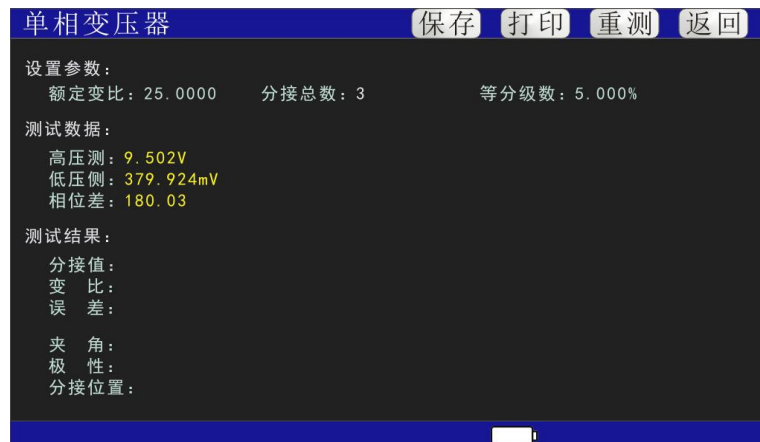 单相变压器 保存 打印 重测 返回
设置参数:
额定变比: 25.0000 分接总数: 3 等分级数: 5.000%
测试数据:
高压测: 9.502V
低压侧: 379.924mV
相位差: 180.03
测试结果:
分接值:
变 比:
误 差:
夹 角:
极 性:
分接位置: